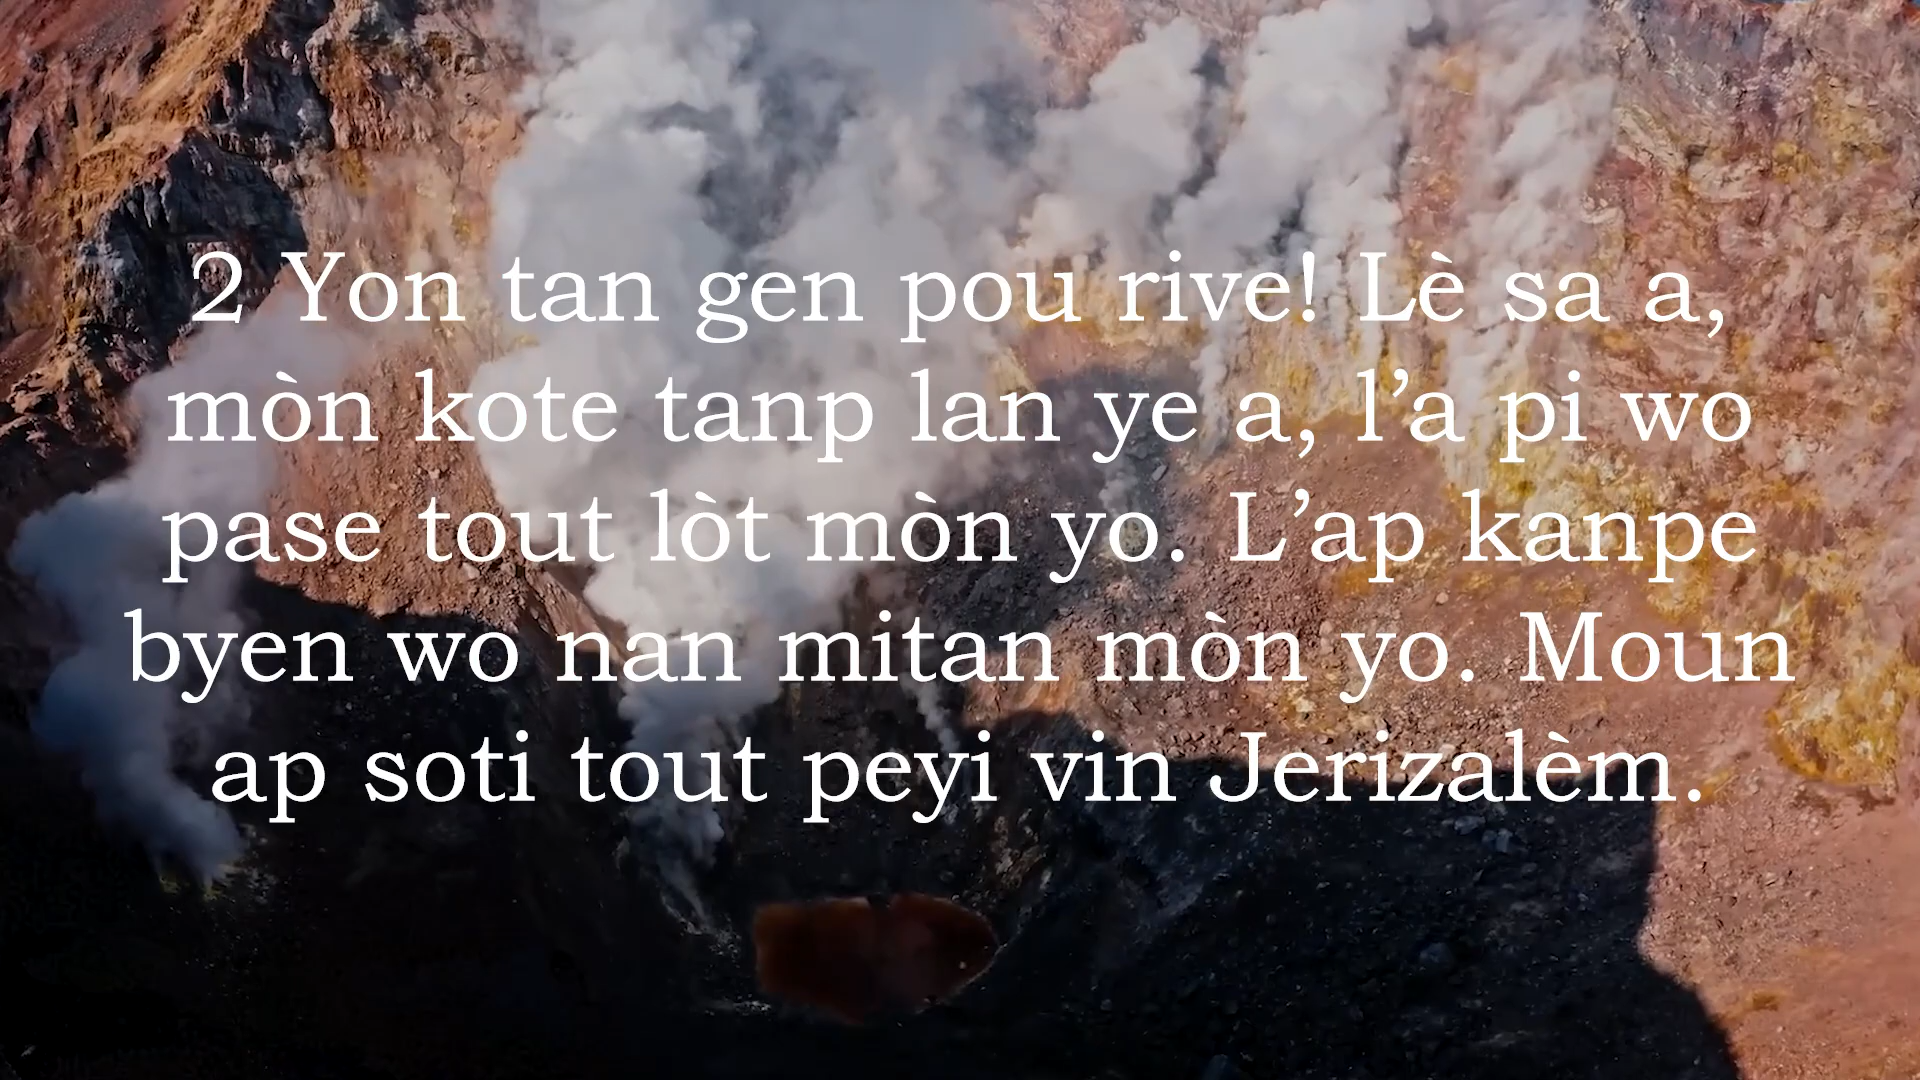 2 Yon tan gen pou rive! Lè sa a,
mòn kote tanp lan ye a, l’a pi wo
pase tout lòt mòn yo. L’ap kanpe
byen wo nan mitan mòn yo. Moun
ap soti tout peyi vin Jerizalèm.